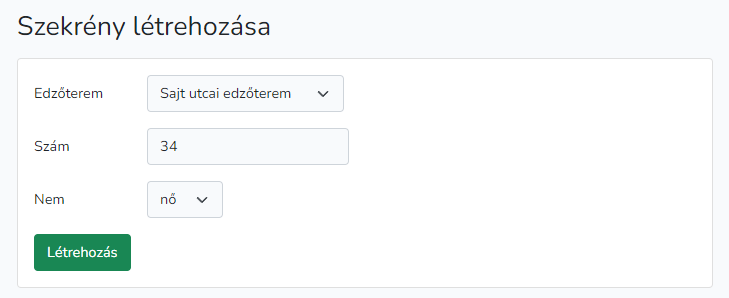 Szekrény létrehozása
Edzőterem Sajt utcai edzőterem
Szám 34
Nem nő
Létrehozás